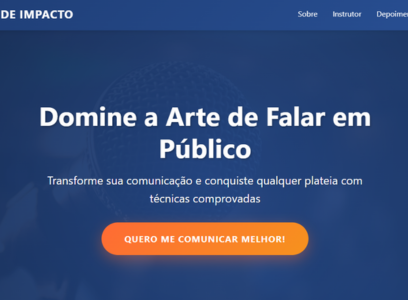 DE IMPACTO
Sobre
Instrutor
Domine a Arte de Falar em
Público
Transforme sua comunicação e conquiste qualquer plateia com
técnicas comprovadas
QUERO ME COMUNICAR MELHOR!